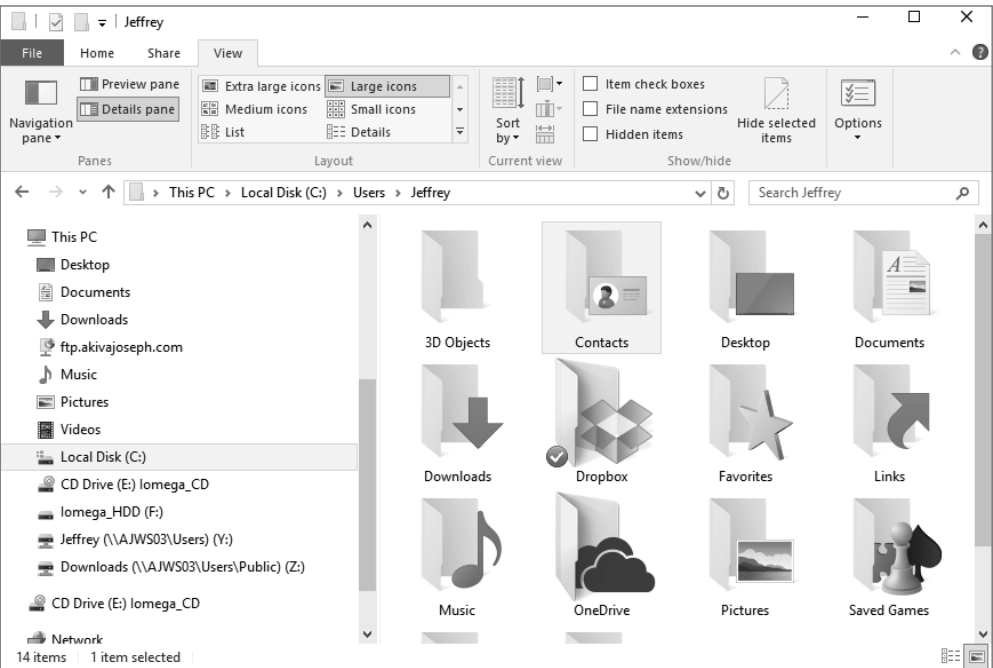 Jeffrey
File Home Share View
Navigation pane
Preview pane
Details pane
Panes
Extra large icons Large icons
Medium icons Small icons
List Details
Layout
Sort by
Current view
Item check boxes
File name extensions
Hidden items
Hide selected items
Show/hide
Options
This PC > Local Disk (C:) > Users > Jeffrey
Search Jeffrey
This PC
Desktop
Documents
Downloads
ftp.akivajoseph.com
Music
Pictures
Videos
Local Disk (C:)
CD Drive (E:) Iomega_CD
Iomega_HDD (F:)
Jeffrey (\\AJWS03\Users) (Y:)
Downloads (\\AJWS03\Users\Public) (Z:)
CD Drive (E:) Iomega_CD
Network
3D Objects Contacts Desktop Documents
Downloads Dropbox Favorites Links
Music OneDrive Pictures Saved Games
14 items 1 item selected